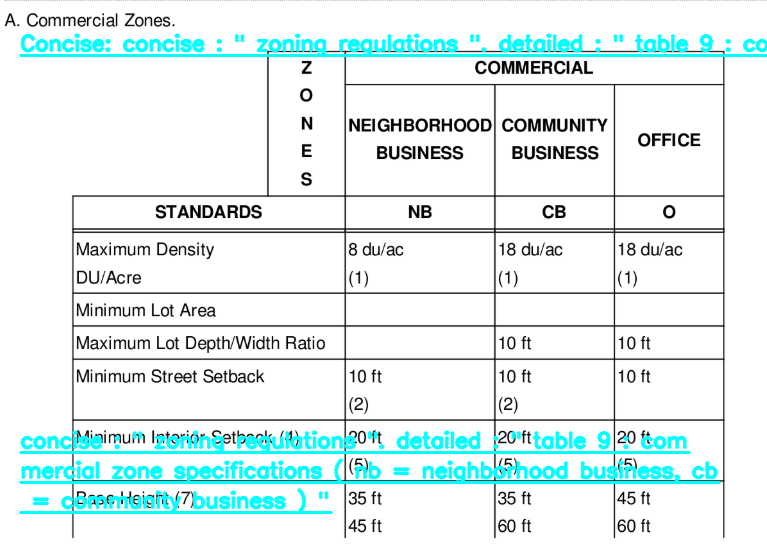 A. Commercial Zones.
Concise: concise : " zoning regulations ". detailed : " table 9 : co
Z O N E S COMMERCIAL
NEIGHBORHOOD BUSINESS COMMUNITY BUSINESS OFFICE
STANDARDS NB CB O
Maximum Density 8 du/ac 18 du/ac 18 du/ac
DU/Acre (1) (1) (1)
Minimum Lot Area
Maximum Lot Depth/Width Ratio 10 ft 10 ft
Minimum Street Setback 10 ft 10 ft 10 ft
(2) (2)
Minimum Interior Setback (4) 20 ft 20 ft 20 ft
concise : " zoning regulations ". detailed : " table 9 : com
(5) (5) (5)
mercial zone specifications ( nb = neighborhood business, cb
Base Height (7) 35 ft 35 ft 45 ft
= community business ) "
45 ft 60 ft 60 ft